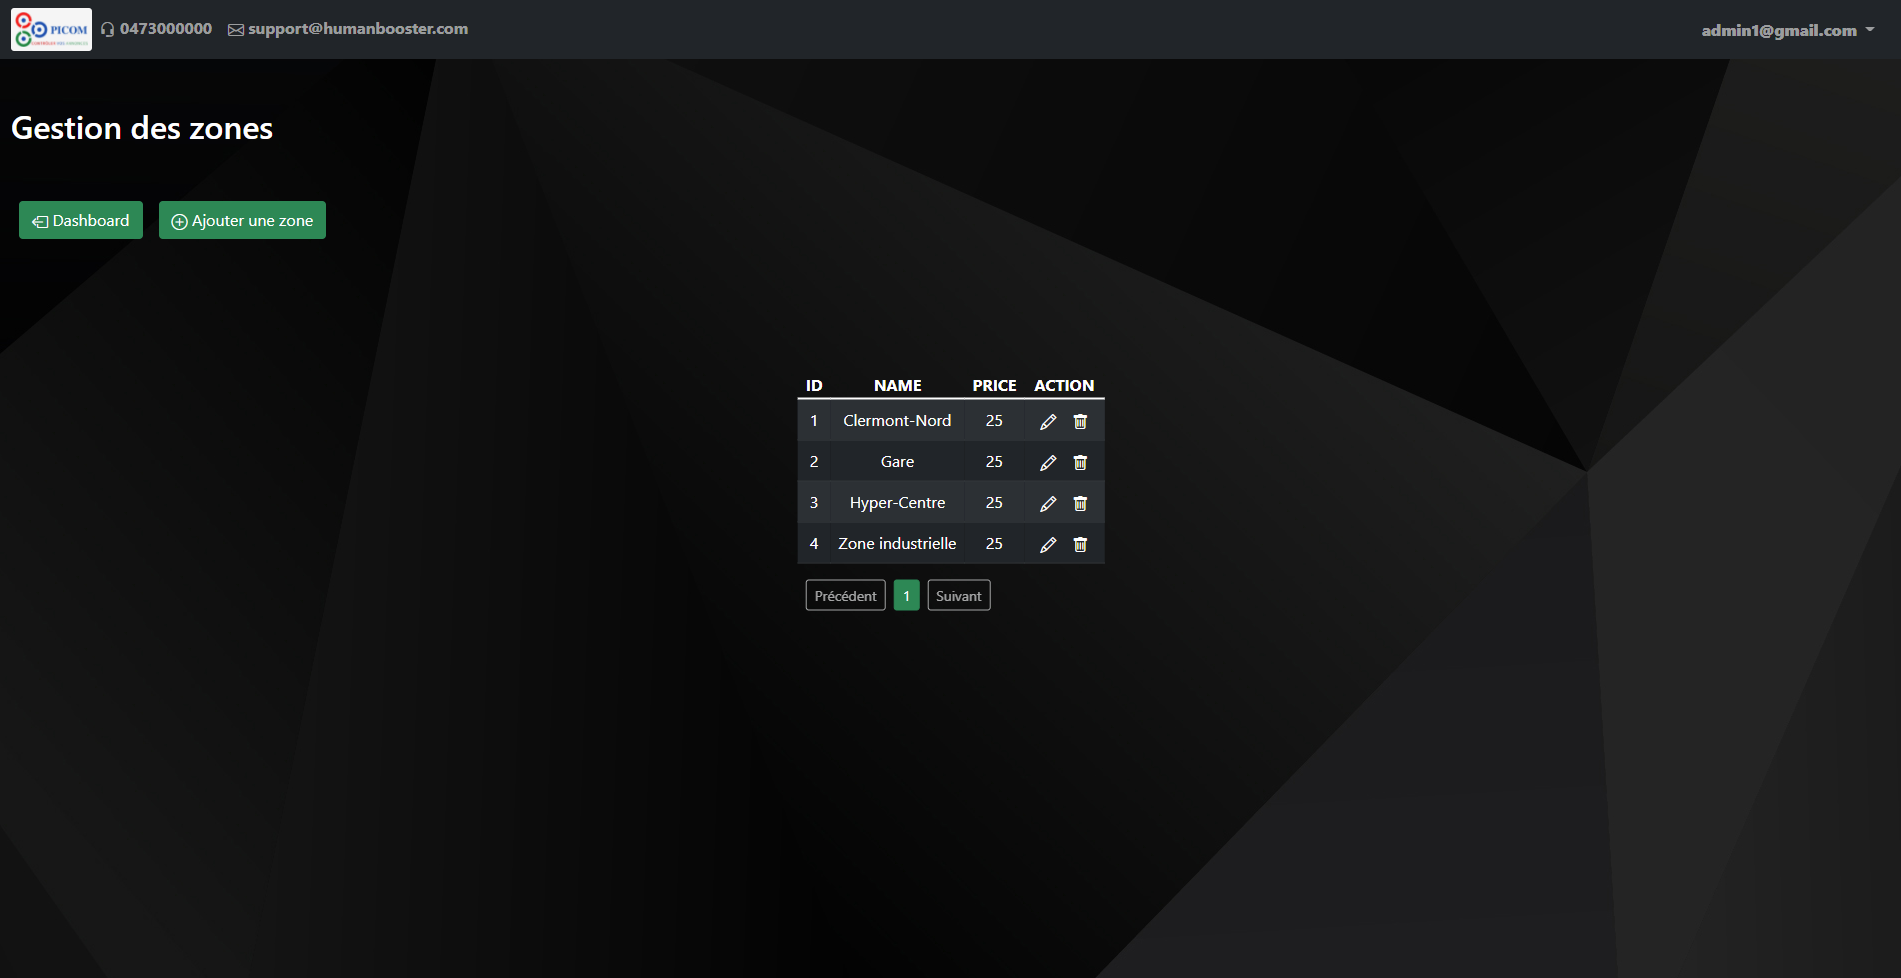 PICOM 0473000000 support@humanbooster.com admin1@gmail.com
Gestion des zones
Dashboard Ajouter une zone
ID NAME PRICE ACTION
1 Clermont-Nord 25
2 Gare 25
3 Hyper-Centre 25
4 Zone industrielle 25
Précédent 1 Suivant